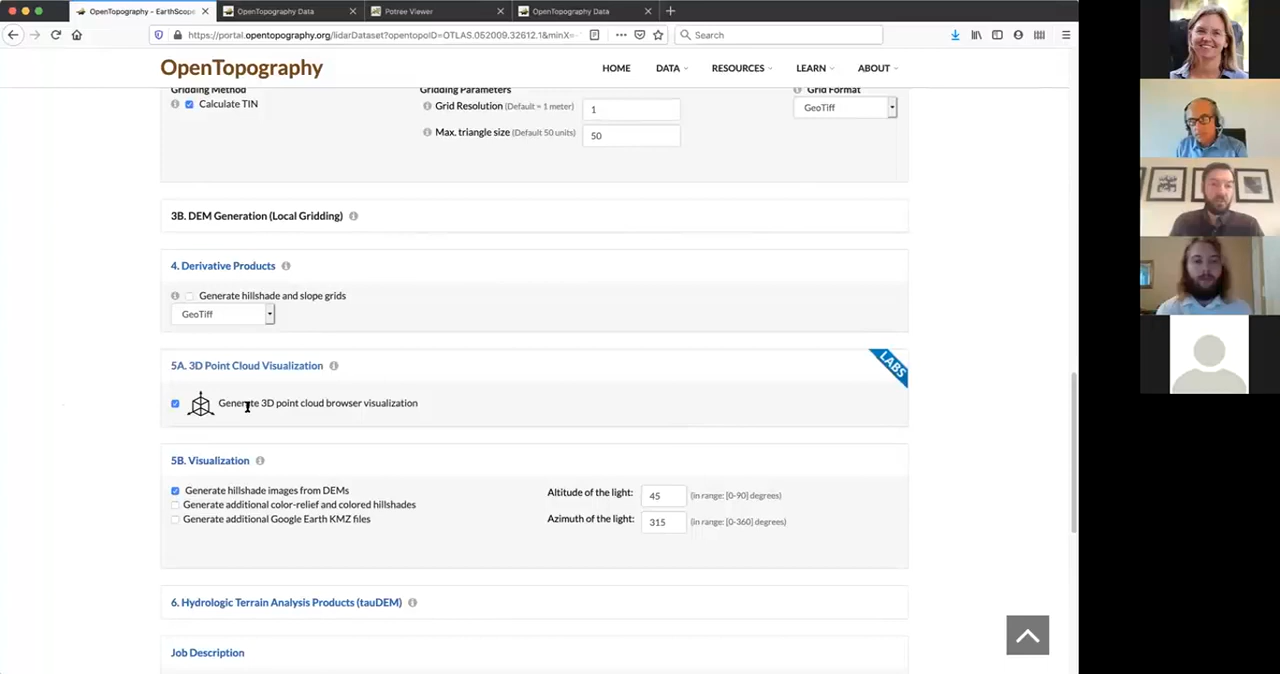 OpenTopography - EarthScope
OpenTopography Data
Potree Viewer
OpenTopography Data
https://portal.opentopography.org/lidarDataset?opentopoID=OTLAS.052009.32612.1&minX=-
Search
OpenTopography
HOME
DATA
RESOURCES
LEARN
ABOUT
Gridding Method
Gridding Parameters
Grid Format
Calculate TIN
Grid Resolution (Default = 1 meter)
1
GeoTiff
Max. triangle size (Default 50 units)
50
3B. DEM Generation (Local Gridding)
4. Derivative Products
Generate hillshade and slope grids
GeoTiff
5A. 3D Point Cloud Visualization
LABS
Generate 3D point cloud browser visualization
5B. Visualization
Generate hillshade images from DEMs
Generate additional color-relief and colored hillshades
Generate additional Google Earth KMZ files
Altitude of the light:
45
(in range: [0-90] degrees)
Azimuth of the light:
315
(in range: [0-360] degrees)
6. Hydrologic Terrain Analysis Products (tauDEM)
Job Description